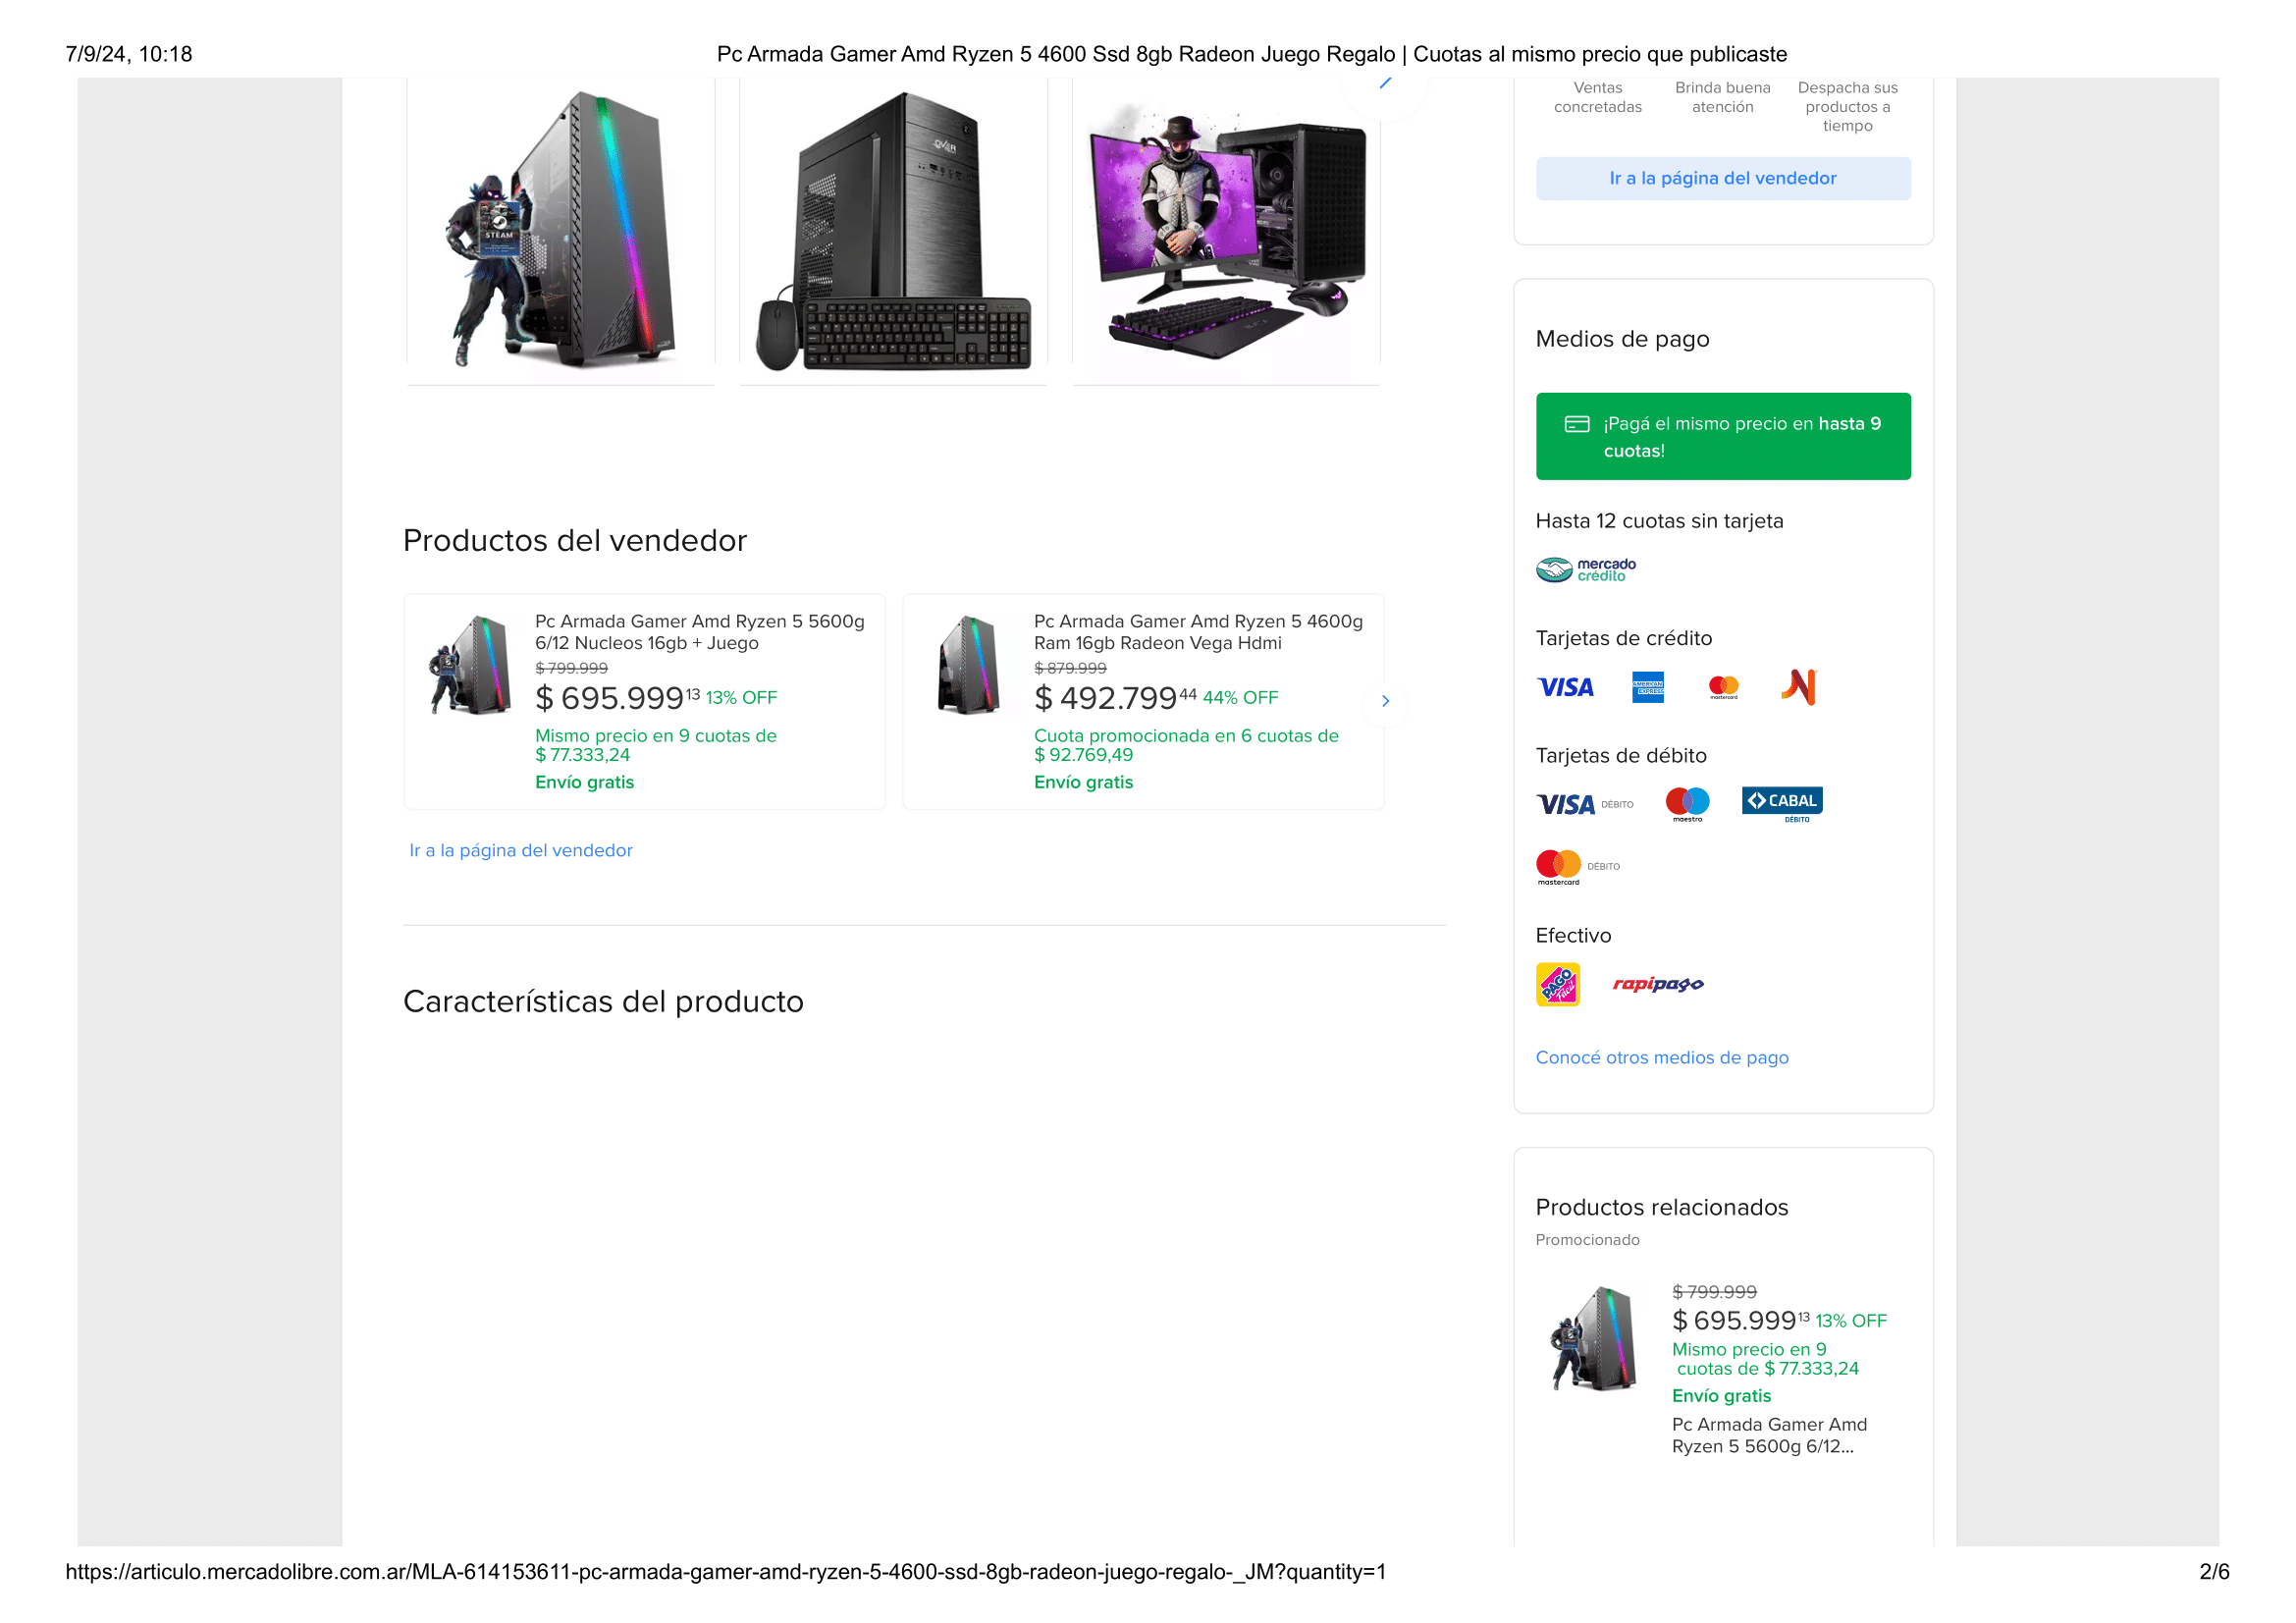 7/9/24, 10:18
Pc Armada Gamer Amd Ryzen 5 4600 Ssd 8gb Radeon Juego Regalo | Cuotas al mismo precio que publicaste
STEAM
OVER
Productos del vendedor
Pc Armada Gamer Amd Ryzen 5 5600g
6/12 Nucleos 16gb + Juego
$ 799.999
$ 695.999 13 13% OFF
Mismo precio en 9 cuotas de
$ 77.333,24
Envío gratis
Pc Armada Gamer Amd Ryzen 5 4600g
Ram 16gb Radeon Vega Hdmi
$ 879.999
$ 492.799 44 44% OFF
Cuota promocionada en 6 cuotas de
$ 92.769,49
Envío gratis
Ir a la página del vendedor
Características del producto
Ventas
concretadas
Brinda buena
atención
Despacha sus
productos a
tiempo
Ir a la página del vendedor
Medios de pago
¡Pagá el mismo precio en hasta 9
cuotas!
Hasta 12 cuotas sin tarjeta
mercado
crédito
Tarjetas de crédito
VISA
AMERICAN
EXPRESS
mastercard
Tarjetas de débito
VISA DÉBITO
maestro
CABAL
DÉBITO
mastercard
DÉBITO
Efectivo
PAGO
fácil
rapipago
Conocé otros medios de pago
Productos relacionados
Promocionado
$ 799.999
$ 695.999 13 13% OFF
Mismo precio en 9
cuotas de $ 77.333,24
Envío gratis
Pc Armada Gamer Amd
Ryzen 5 5600g 6/12...
https://articulo.mercadolibre.com.ar/MLA-614153611-pc-armada-gamer-amd-ryzen-5-4600-ssd-8gb-radeon-juego-regalo-_JM?quantity=1
2/6